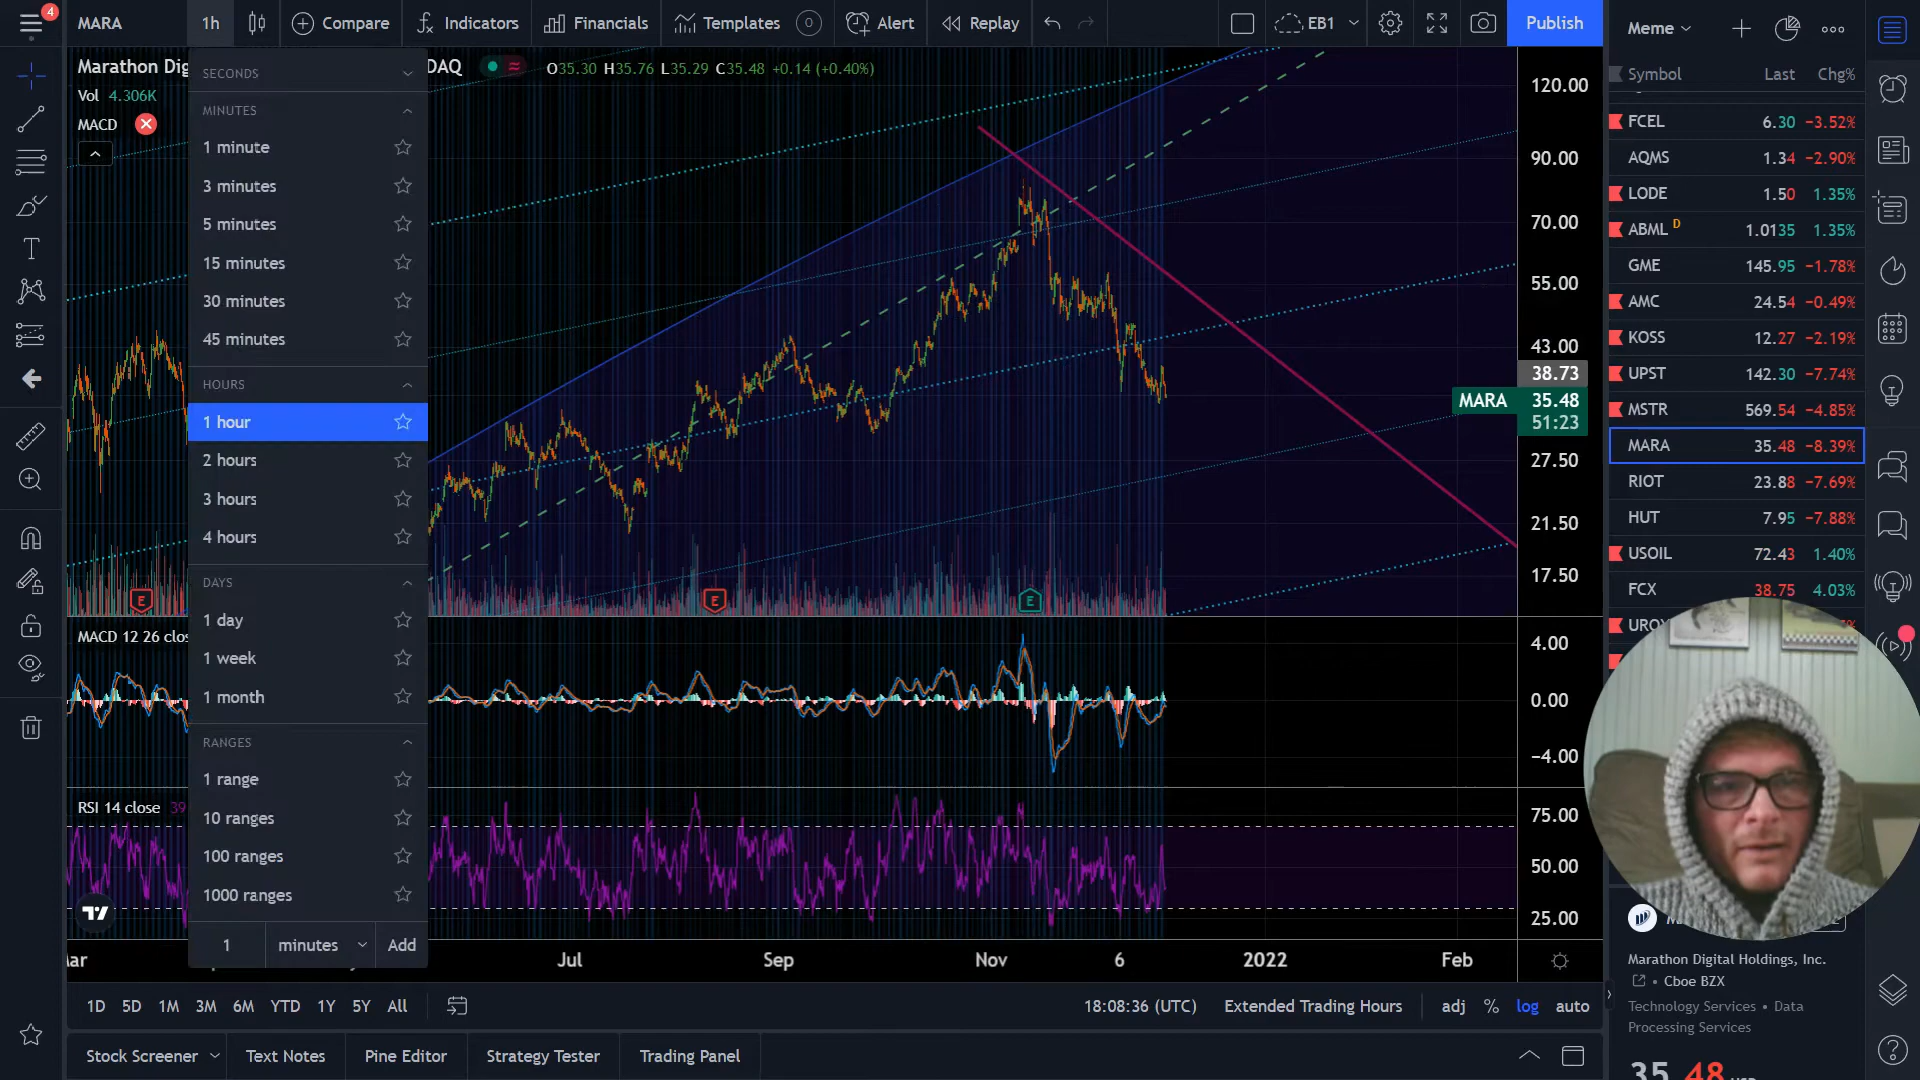 4
MARA
1h
Compare
Indicators
Financials
Templates
Alert
Replay
EB1
Publish
Meme
Marathon Dig
DAQ
O35.30 H35.76 L35.29 C35.48 +0.14 (+0.40%)
Vol 4.306K
MACD
SECONDS
MINUTES
1 minute
3 minutes
5 minutes
15 minutes
30 minutes
45 minutes
HOURS
1 hour
2 hours
3 hours
4 hours
DAYS
1 day
1 week
1 month
RANGES
1 range
10 ranges
100 ranges
1000 ranges
1 minutes Add
E
E
E
MACD 12 26 clos
RSI 14 close 39
120.00
90.00
70.00
55.00
43.00
38.73
MARA 35.48
51:23
27.50
21.50
17.50
4.00
0.00
−4.00
75.00
50.00
25.00
Jul Sep Nov 6 2022 Feb
1D 5D 1M 3M 6M YTD 1Y 5Y All
18:08:36 (UTC) Extended Trading Hours adj % log auto
Stock Screener Text Notes Pine Editor Strategy Tester Trading Panel
Symbol Last Chg%
FCEL 6.30 −3.52%
AQMS 1.34 −2.90%
LODE 1.50 1.35%
ABML D 1.0135 1.35%
GME 145.95 −1.78%
AMC 24.54 −0.49%
KOSS 12.27 −2.19%
UPST 142.30 −7.74%
MSTR 569.54 −4.85%
MARA 35.48 −8.39%
RIOT 23.88 −7.69%
HUT 7.95 −7.88%
USOIL 72.43 1.40%
FCX 38.75 4.03%
Marathon Digital Holdings, Inc.
• Cboe BZX
Technology Services • Data
Processing Services
35.48